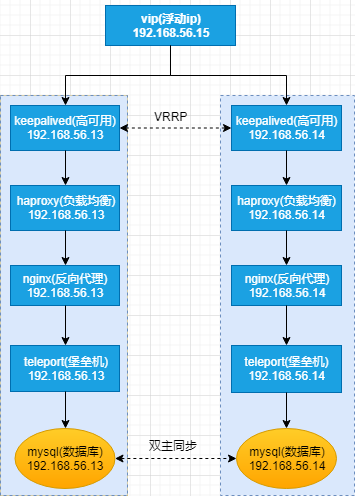 vip(浮动ip)
192.168.56.15
keepalived(高可用)
192.168.56.13
VRRP
keepalived(高可用)
192.168.56.14
haproxy(负载均衡)
192.168.56.13
haproxy(负载均衡)
192.168.56.14
nginx(反向代理)
192.168.56.13
nginx(反向代理)
192.168.56.14
teleport(堡垒机)
192.168.56.13
teleport(堡垒机)
192.168.56.14
mysql(数据库)
192.168.56.13
双主同步
mysql(数据库)
192.168.56.14